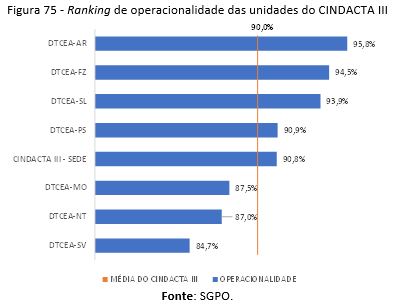 Figura 75 - Ranking de operacionalidade das unidades do CINDACTA III
90,0%
DTCEA-AR 95,8%
DTCEA-FZ 94,5%
DTCEA-SL 93,9%
DTCEA-PS 90,9%
CINDACTA III - SEDE 90,8%
DTCEA-MO 87,5%
DTCEA-NT 87,0%
DTCEA-SV 84,7%
MÉDIA DO CINDACTA III OPERACIONALIDADE
Fonte: SGPO.